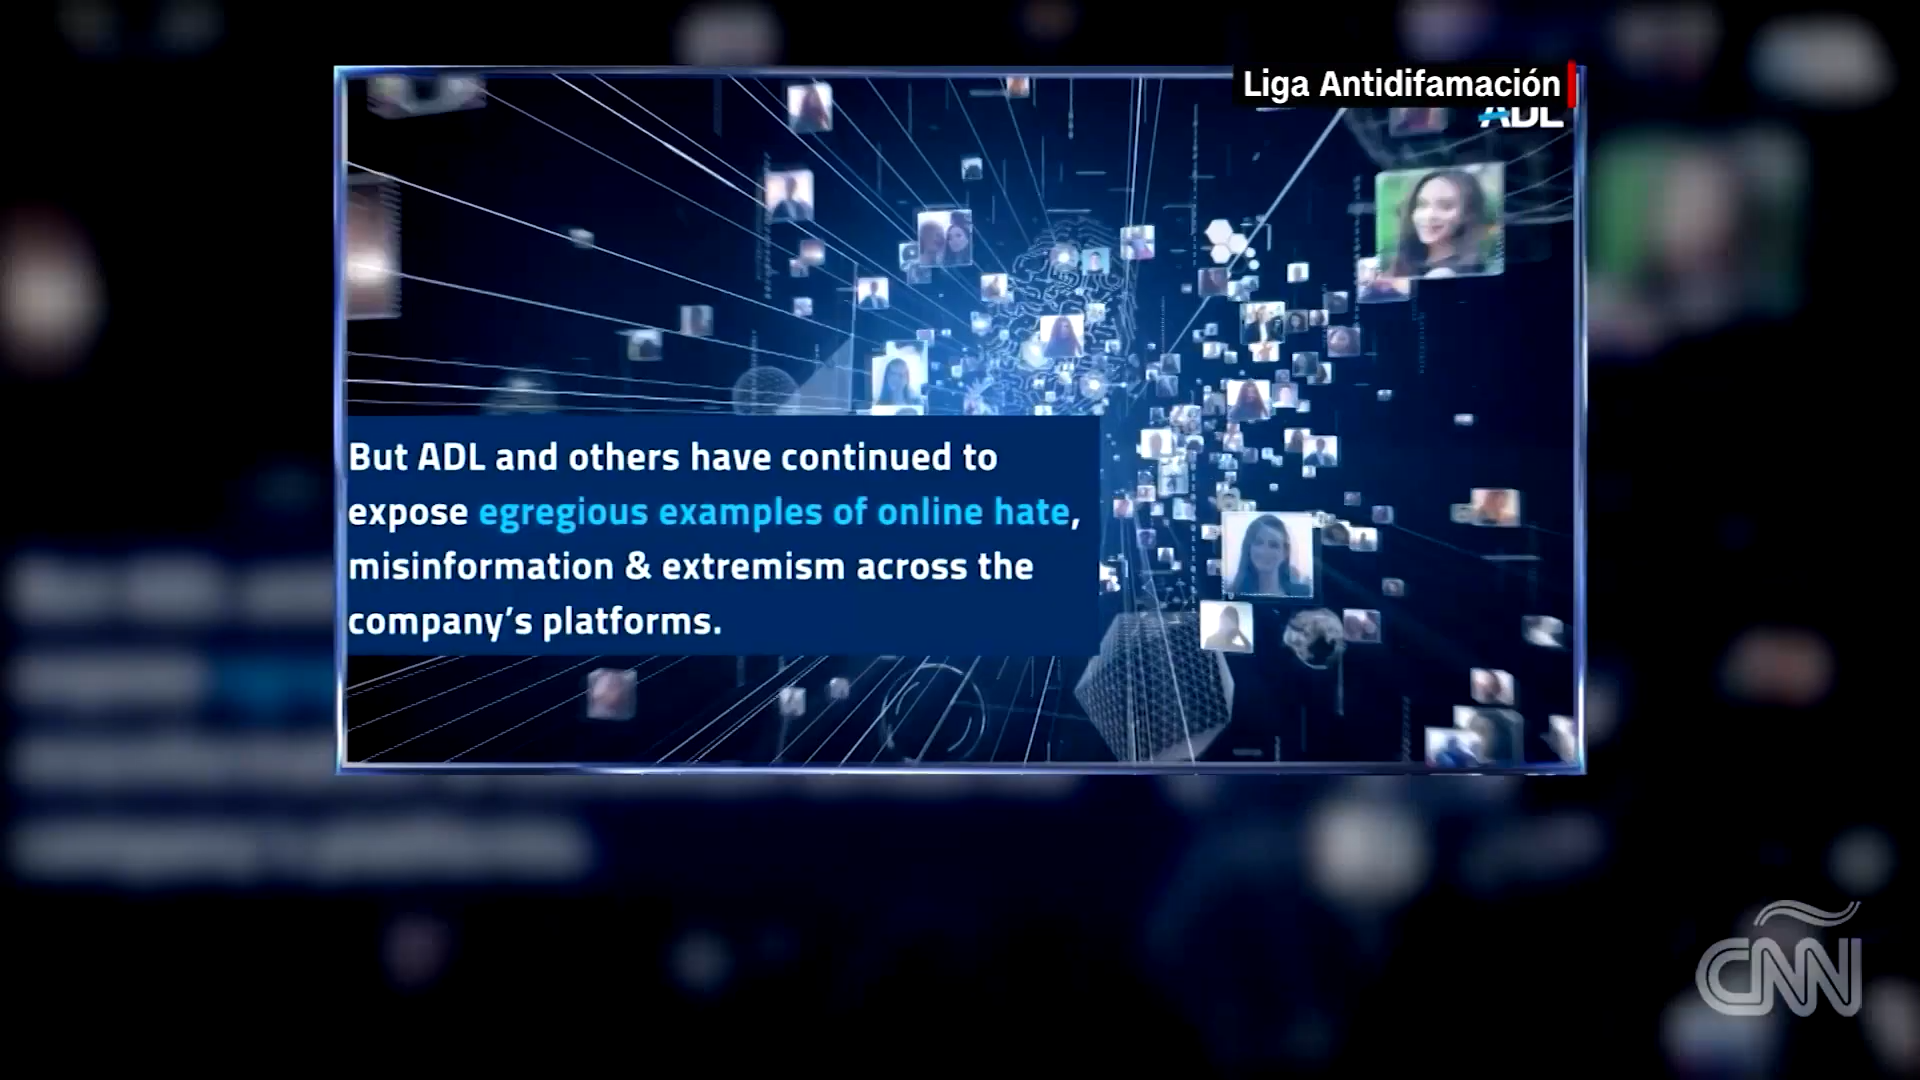 Liga Antidifamación
ADL
But ADL and others have continued to
expose egregious examples of online hate,
misinformation & extremism across the
company's platforms.
CNN